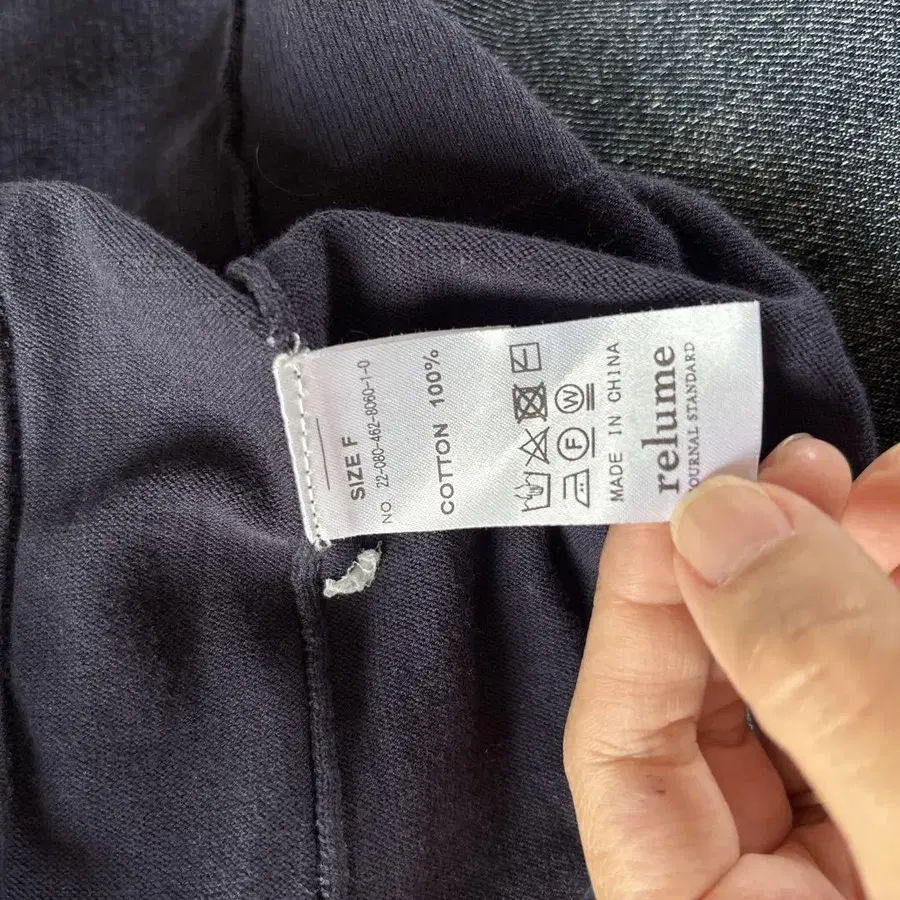 SIZE F
NO. 22-080-462-8060-1-0
COTTON 100%
F W
MADE IN CHINA
relume
JOURNAL STANDARD